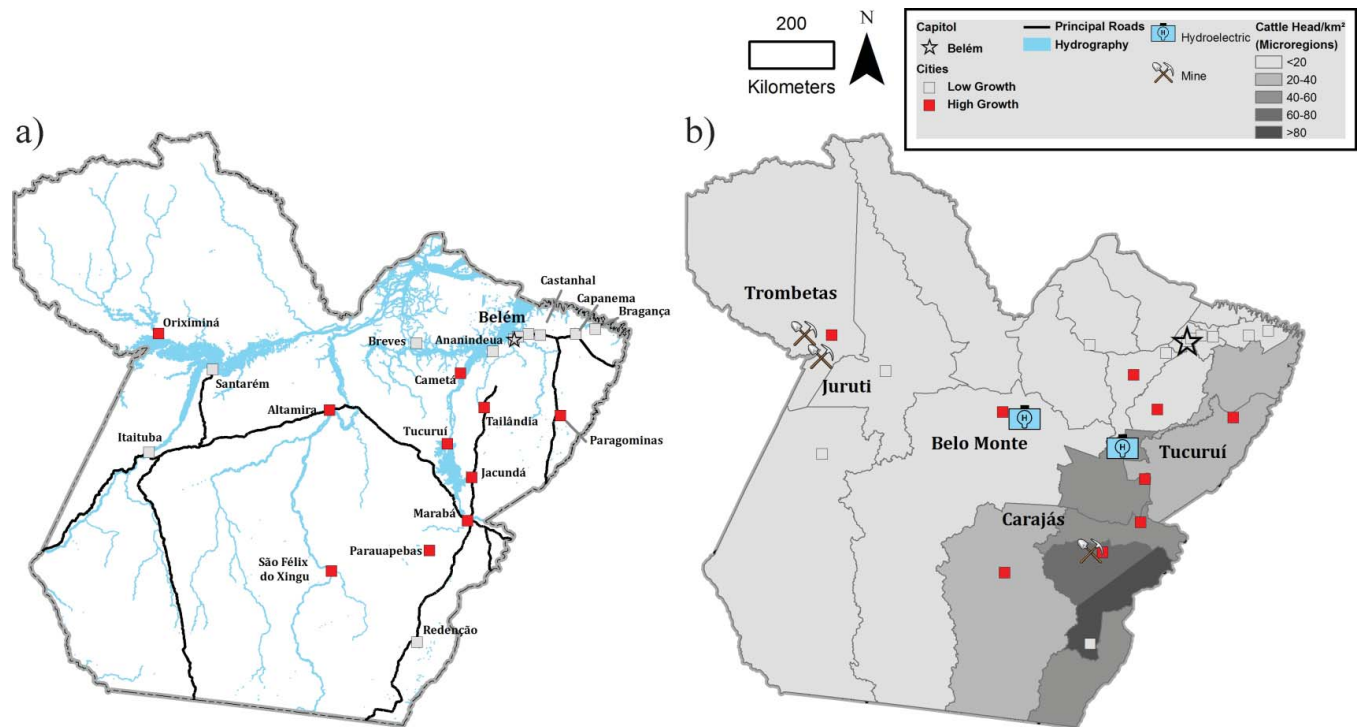 200
Kilometers
N
Capitol
Belém
Cities
Low Growth
High Growth
Principal Roads
Hydrography
H
Hydroelectric
Mine
Cattle Head/km²
(Microregions)
<20
20-40
40-60
60-80
>80
a)
Oriximiná
Santarém
Itaituba
Altamira
Breves
Ananindeua
Belém
Castanhal
Capanema
Bragança
Cametá
Tailândia
Tucuruí
Paragominas
Jacundá
Marabá
Parauapebas
São Félix
do Xingu
Redenção
b)
Trombetas
Juruti
H
Belo Monte
H
Tucuruí
Carajás